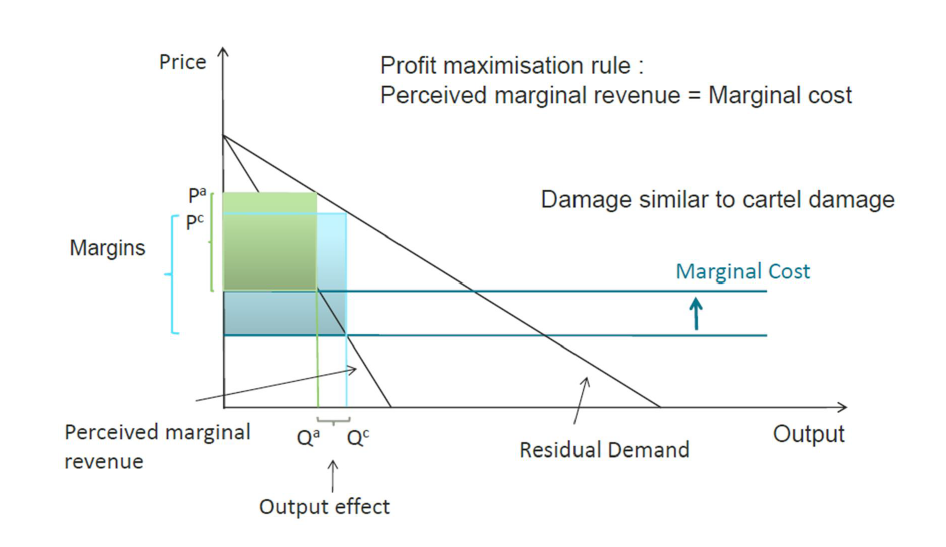 Price
Profit maximisation rule :
Perceived marginal revenue = Marginal cost
Pᵃ
Damage similar to cartel damage
Pᶜ
Margins
Marginal Cost
Perceived marginal
revenue
Qᵃ
Qᶜ
Output
Residual Demand
Output effect